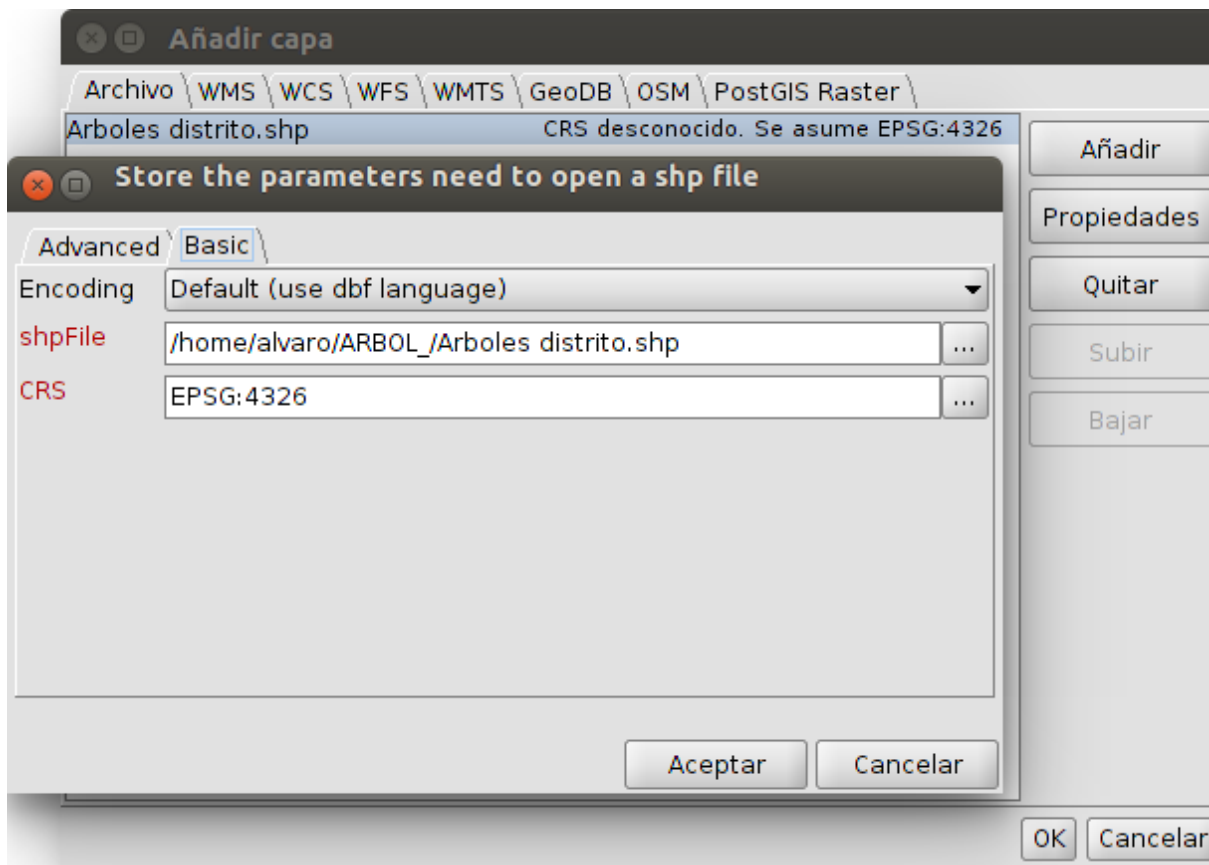 Añadir capa
Archivo WMS WCS WFS WMTS GeoDB OSM PostGIS Raster
Arboles distrito.shp CRS desconocido. Se asume EPSG:4326
Añadir
Propiedades
Quitar
Subir
Bajar
Store the parameters need to open a shp file
Advanced Basic
Encoding Default (use dbf language)
shpFile /home/alvaro/ARBOL_/Arboles distrito.shp ...
CRS EPSG:4326 ...
Aceptar Cancelar
OK Cancelar